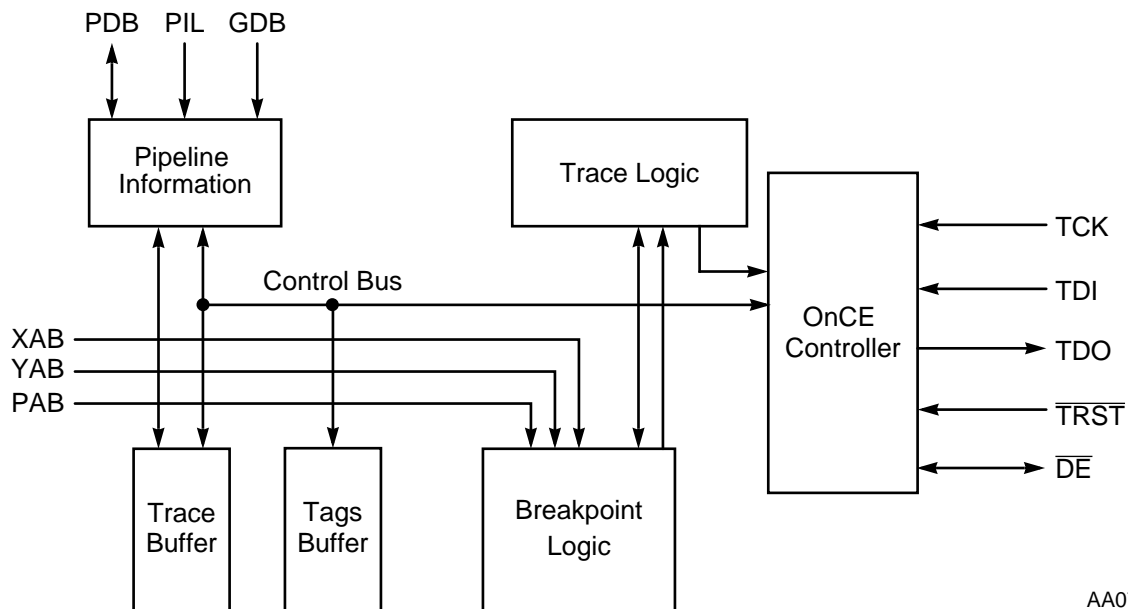 PDB PIL GDB
Pipeline
Information
Trace Logic
TCK
Control Bus
TDI
OnCE
Controller
XAB
TDO
YAB
PAB
TRST
DE
Trace
Buffer
Tags
Buffer
Breakpoint
Logic